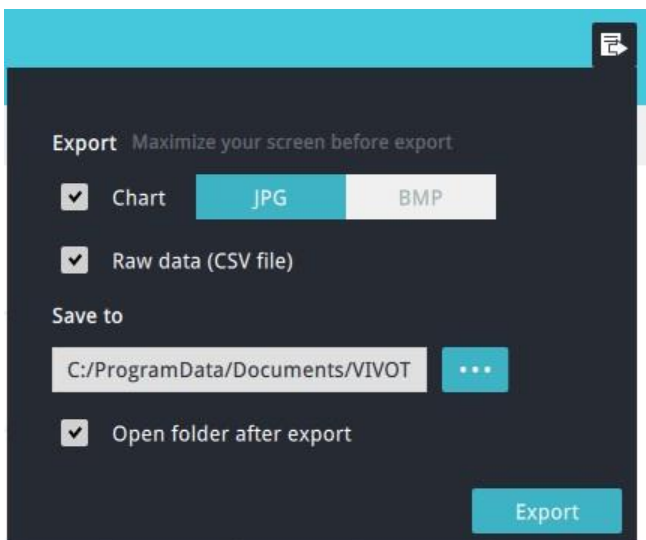 Export Maximize your screen before export
Chart JPG BMP
Raw data (CSV file)
Save to
C:/ProgramData/Documents/VIVOT
Open folder after export
Export